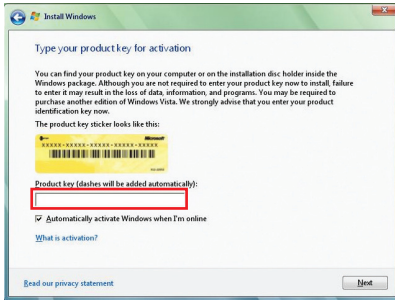 Install Windows
Type your product key for activation
You can find your product key on your computer or on the installation disc holder inside the
Windows package. Although you are not required to enter your product key now to install, failure
to enter it may result in the loss of data, information, and programs. You may be required to
purchase another edition of Windows Vista. We strongly advise that you enter your product
identification key now.
The product key sticker looks like this:
Microsoft
XXXXX-XXXXX-XXXXX-XXXXX-XXXXX
Product key (dashes will be added automatically):
Automatically activate Windows when I'm online
What is activation?
Read our privacy statement
Next